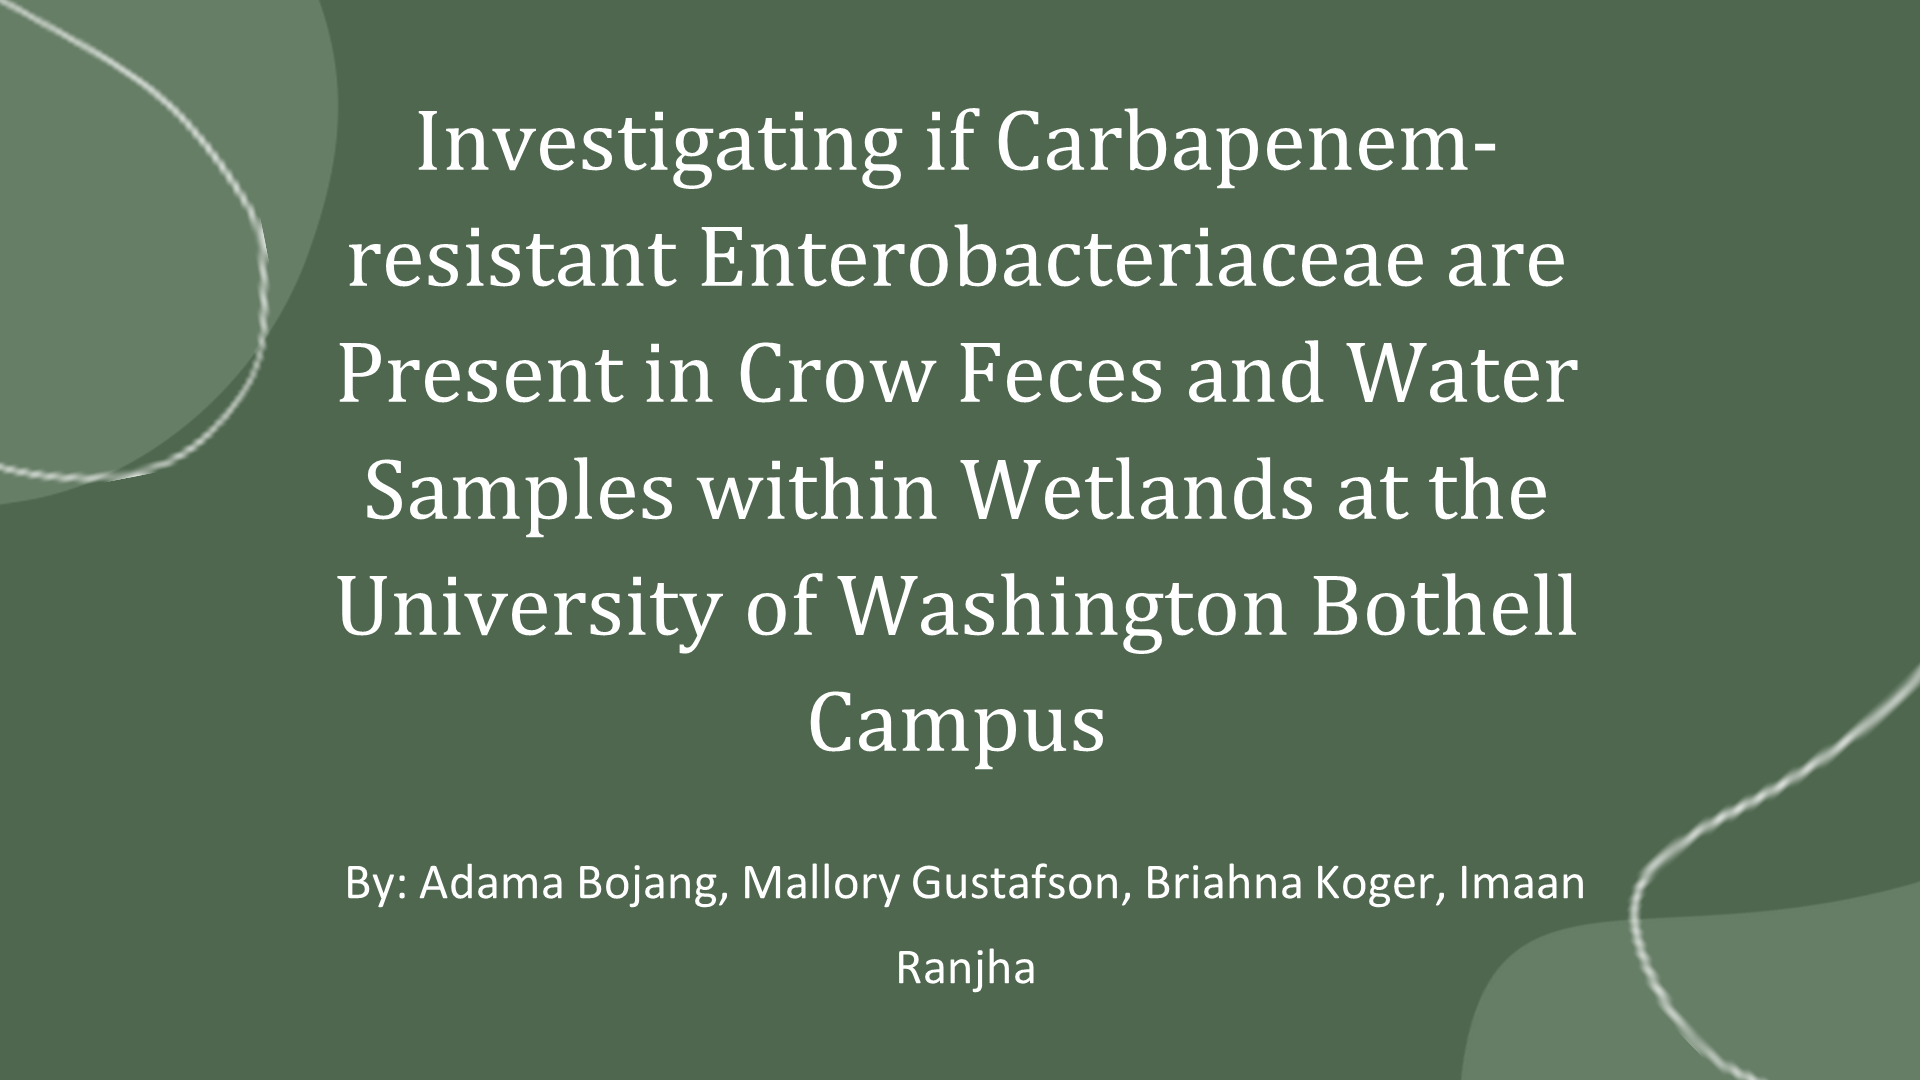 Investigating if Carbapenem-
resistant Enterobacteriaceae are
Present in Crow Feces and Water
Samples within Wetlands at the
University of Washington Bothell
Campus
By: Adama Bojang, Mallory Gustafson, Briahna Koger, Imaan
Ranjha